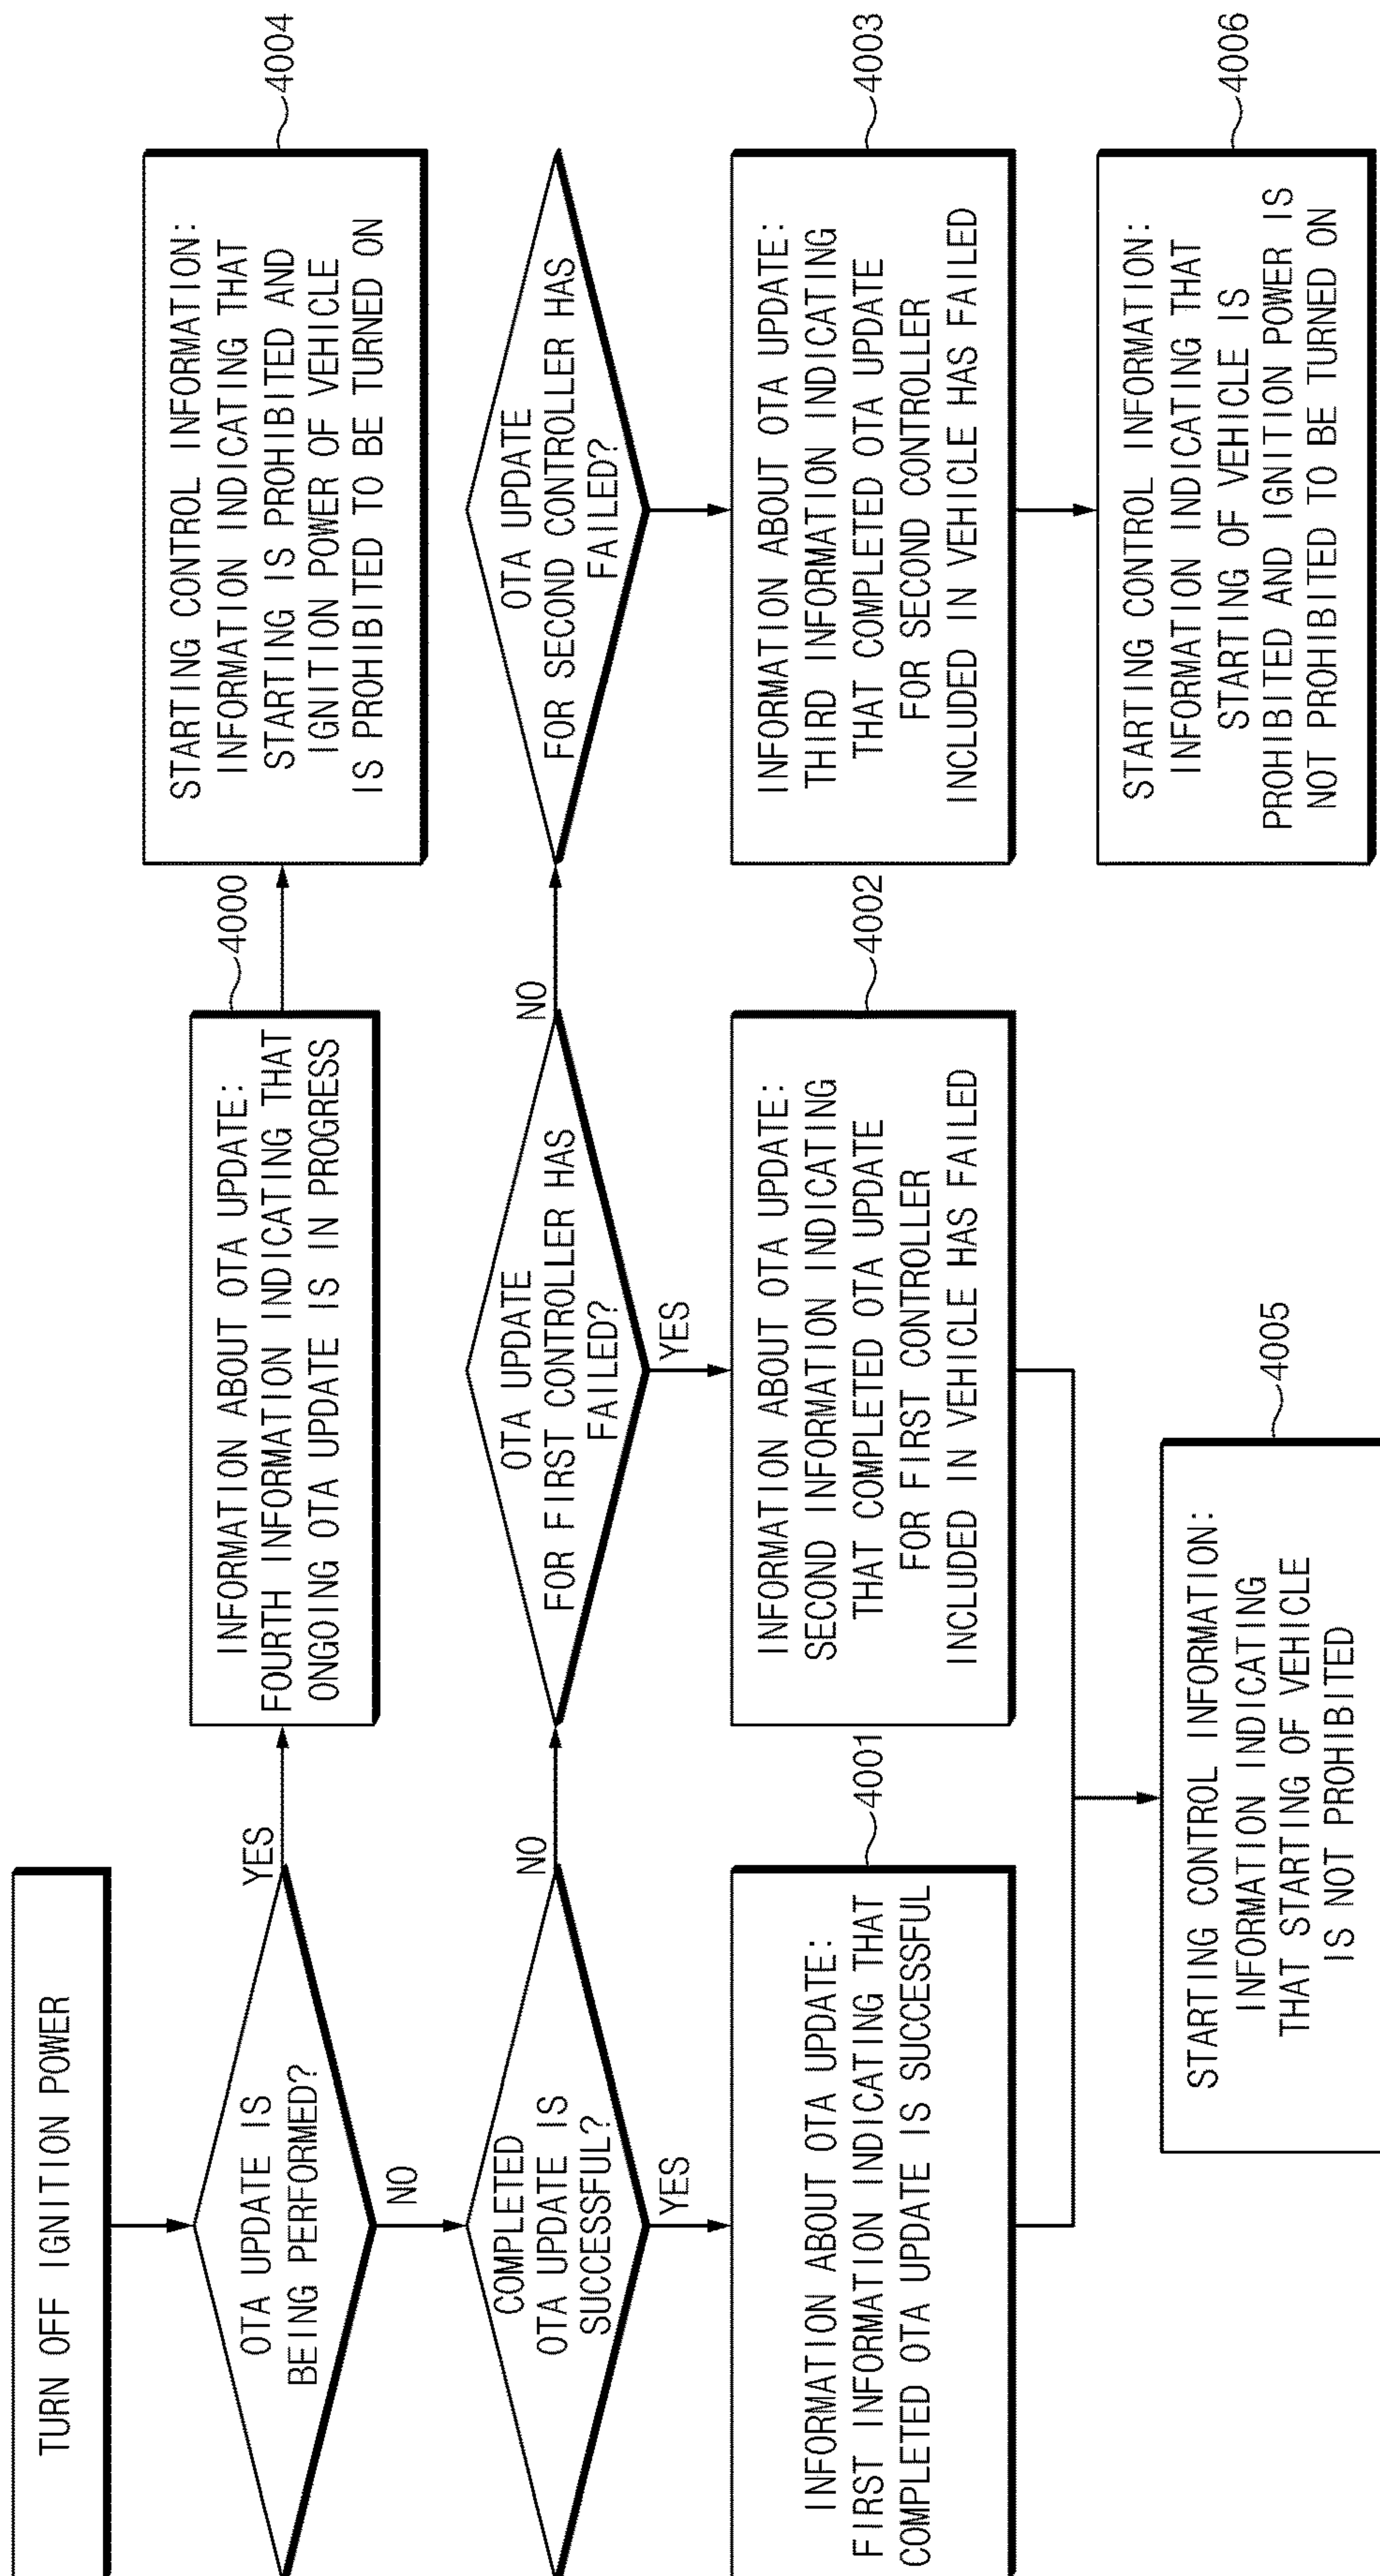 TURN OFF IGNITION POWER
OTA UPDATE IS
BEING PERFORMED?
YES
NO
INFORMATION ABOUT OTA UPDATE:
FOURTH INFORMATION INDICATING THAT
ONGOING OTA UPDATE IS IN PROGRESS
4000
STARTING CONTROL INFORMATION:
INFORMATION INDICATING THAT
STARTING IS PROHIBITED AND
IGNITION POWER OF VEHICLE
IS PROHIBITED TO BE TURNED ON
4004
COMPLETED
OTA UPDATE IS
SUCCESSFUL?
NO
YES
OTA UPDATE
FOR FIRST CONTROLLER HAS
FAILED?
NO
YES
OTA UPDATE
FOR SECOND CONTROLLER HAS
FAILED?
INFORMATION ABOUT OTA UPDATE:
FIRST INFORMATION INDICATING THAT
COMPLETED OTA UPDATE IS SUCCESSFUL
4001
INFORMATION ABOUT OTA UPDATE:
SECOND INFORMATION INDICATING
THAT COMPLETED OTA UPDATE
FOR FIRST CONTROLLER
INCLUDED IN VEHICLE HAS FAILED
4002
INFORMATION ABOUT OTA UPDATE:
THIRD INFORMATION INDICATING
THAT COMPLETED OTA UPDATE
FOR SECOND CONTROLLER
INCLUDED IN VEHICLE HAS FAILED
4003
STARTING CONTROL INFORMATION:
INFORMATION INDICATING
THAT STARTING OF VEHICLE
IS NOT PROHIBITED
4005
STARTING CONTROL INFORMATION:
INFORMATION INDICATING THAT
STARTING OF VEHICLE IS
PROHIBITED AND IGNITION POWER IS
NOT PROHIBITED TO BE TURNED ON
4006